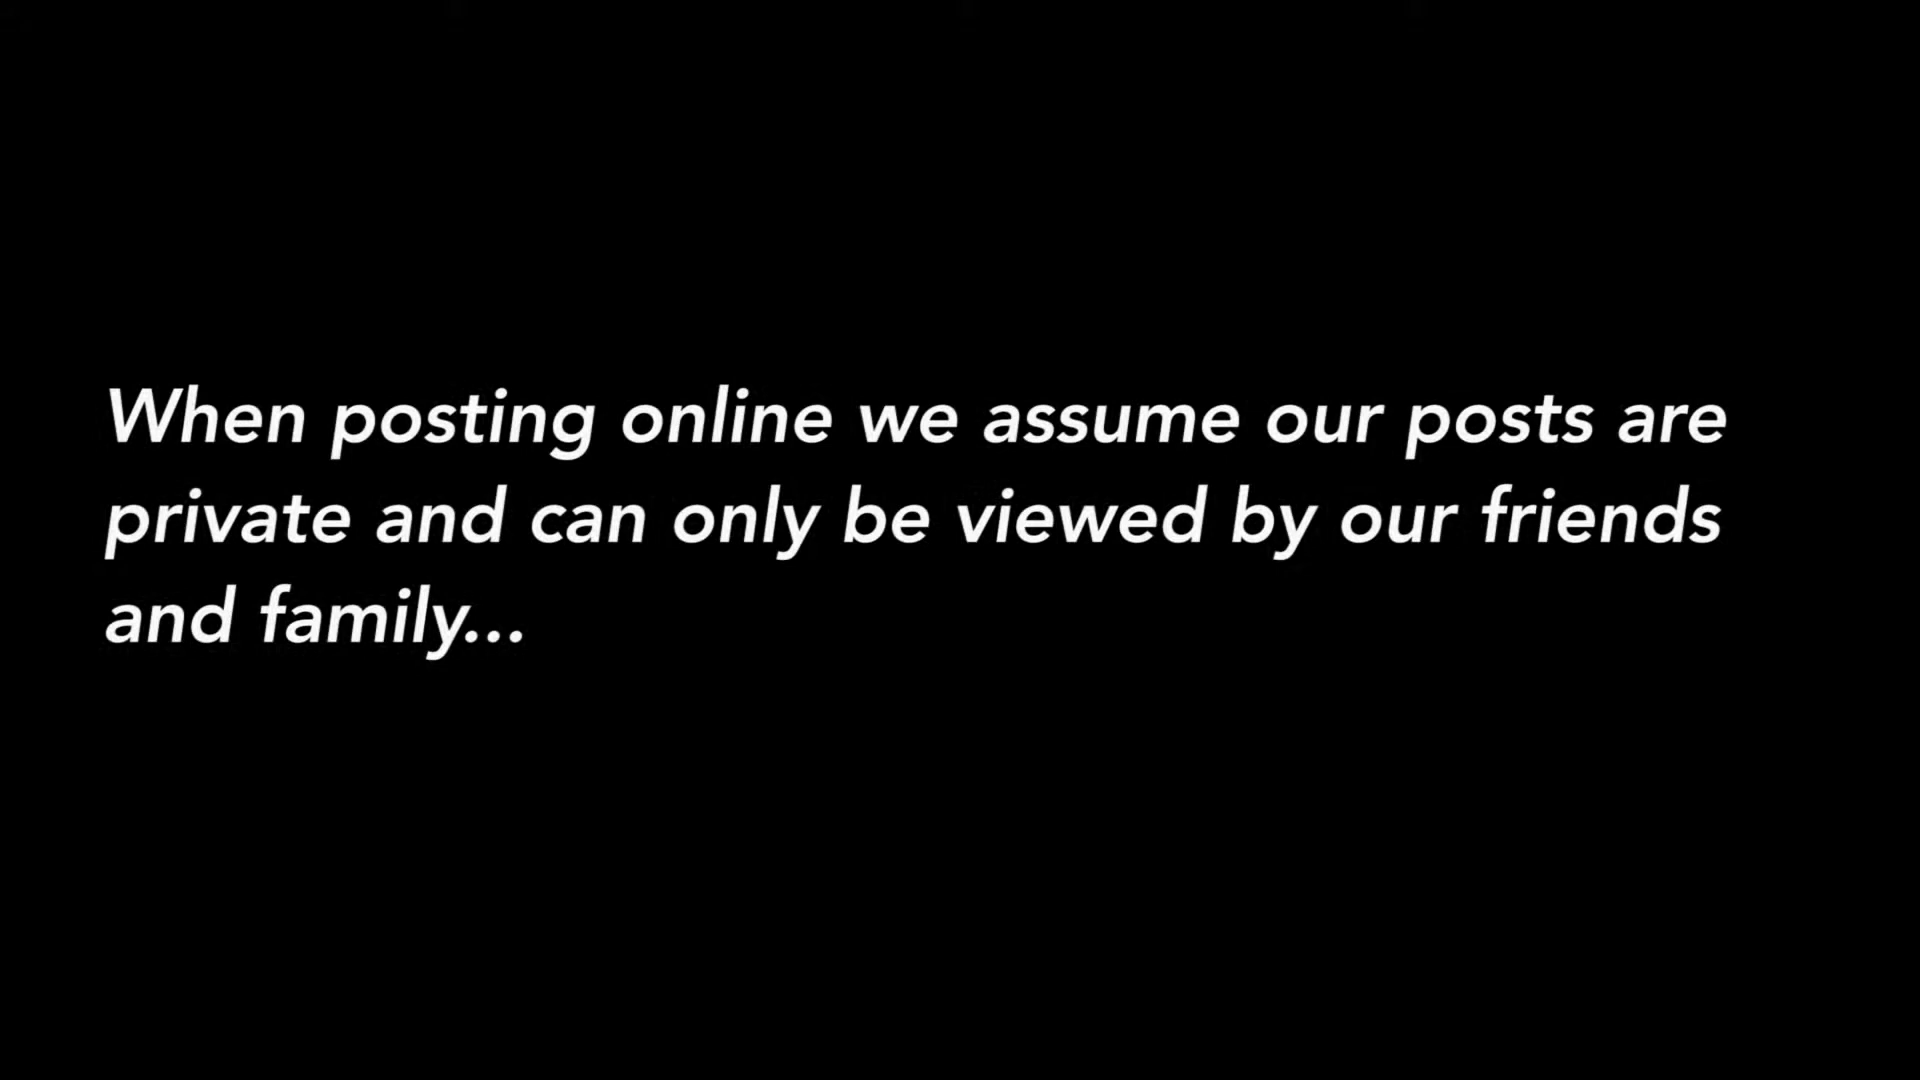 When posting online we assume our posts are
private and can only be viewed by our friends
and family...